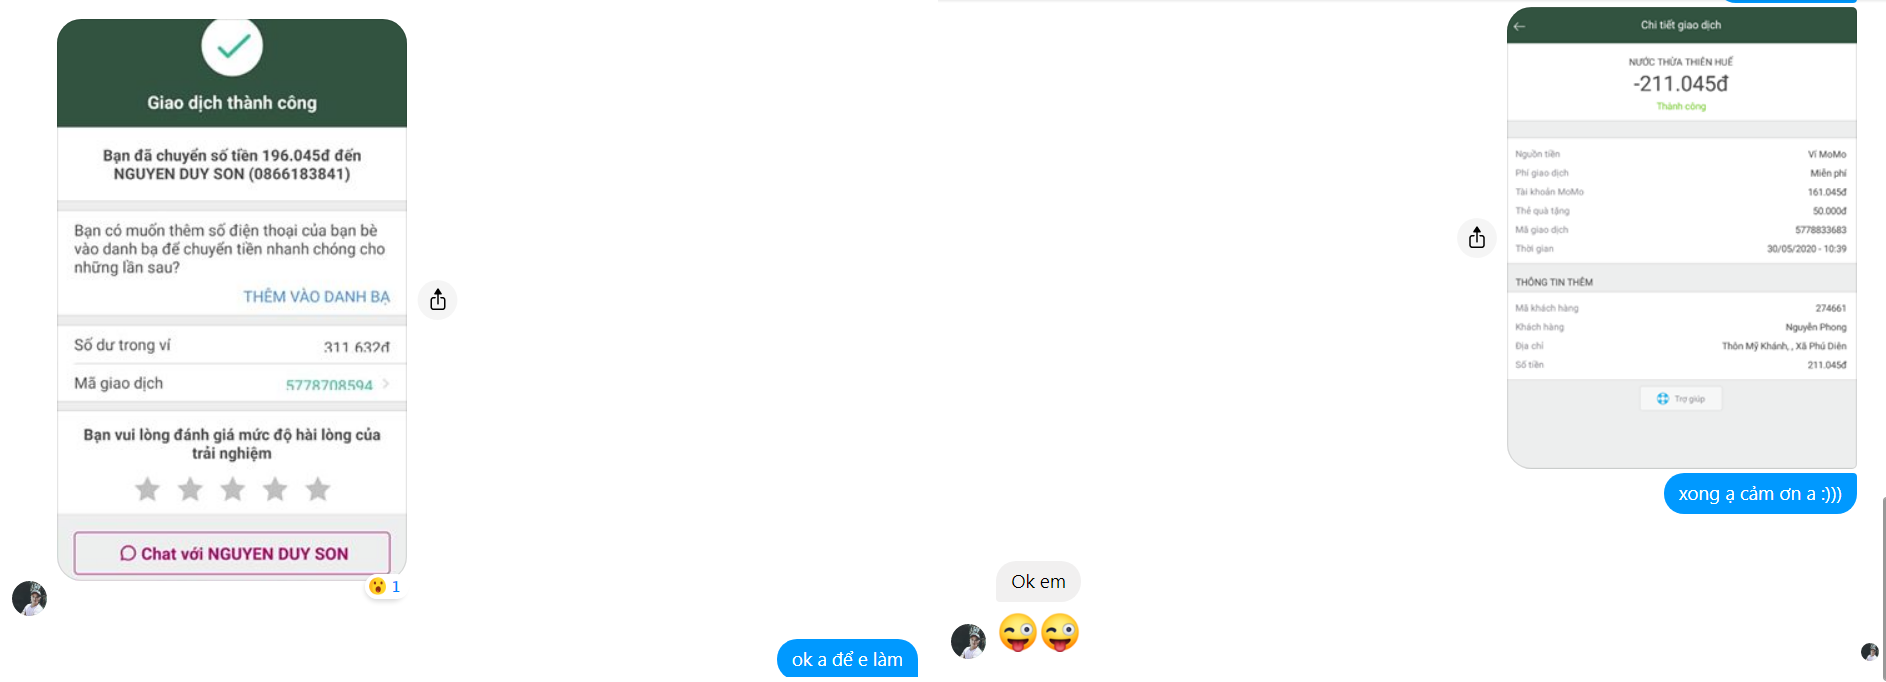 Giao dịch thành công
Bạn đã chuyển số tiền 196.045đ đến
NGUYEN DUY SON (0866183841)
Bạn có muốn thêm số điện thoại của bạn bè
vào danh bạ để chuyển tiền nhanh chóng cho
những lần sau?
THÊM VÀO DANH BẠ
Số dư trong ví 311.632đ
Mã giao dịch 5778708594
Bạn vui lòng đánh giá mức độ hài lòng của
trải nghiệm
Chat với NGUYEN DUY SON
1
ok a để e làm
Chi tiết giao dịch
NƯỚC THỪA THIÊN HUẾ
-211.045đ
Thành công
Nguồn tiền Ví MoMo
Phí giao dịch Miễn phí
Tài khoản MoMo 161.045đ
Thẻ quà tặng 50.000đ
Mã giao dịch 5778833683
Thời gian 30/05/2020 - 10:39
THÔNG TIN THÊM
Mã khách hàng 274661
Khách hàng Nguyễn Phong
Địa chỉ Thôn Mỹ Khánh, , Xã Phú Diên
Số tiền 211.045đ
Trợ giúp
xong ạ cảm ơn a :)))
Ok em